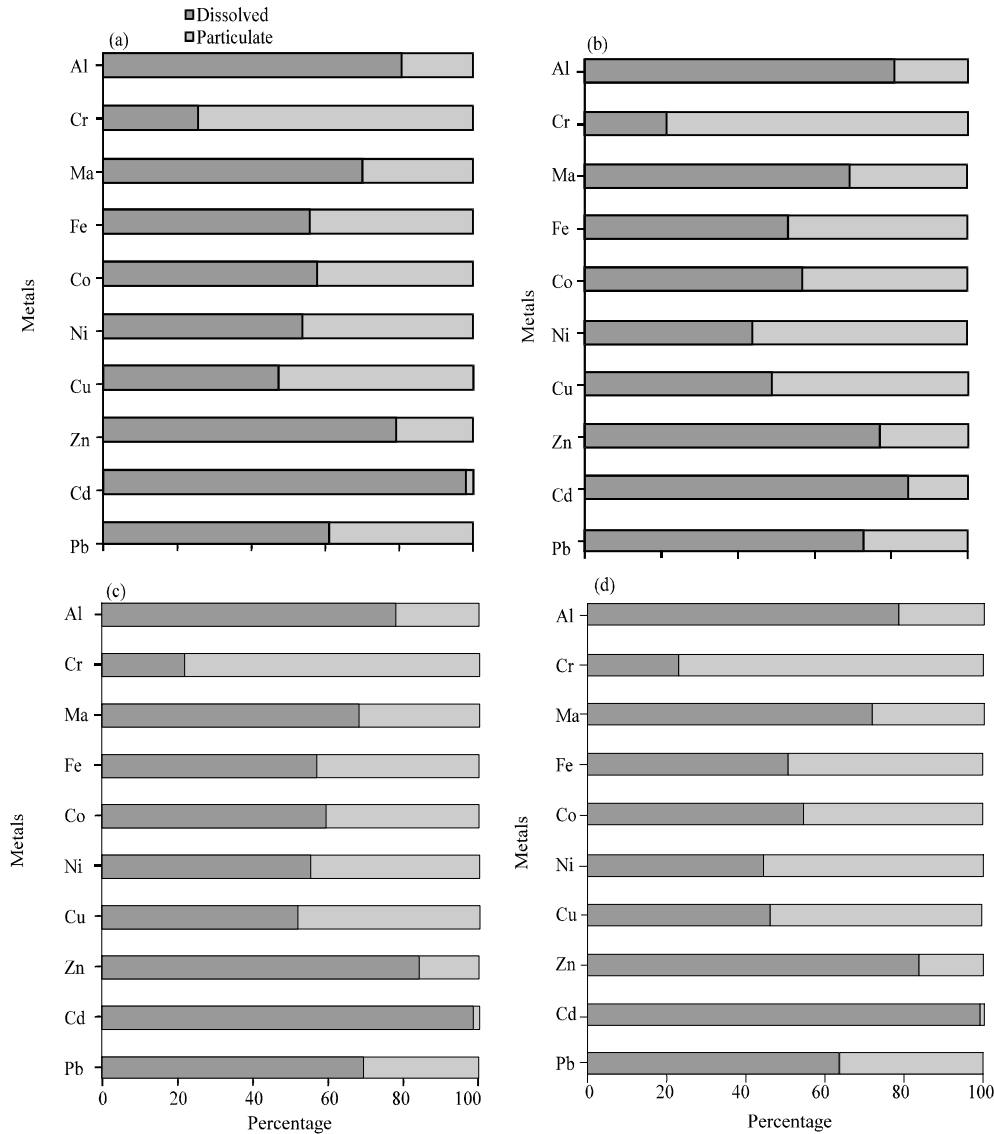 Dissolved
Particulate
(a)
Al
Cr
Ma
Fe
Co
Ni
Cu
Zn
Cd
Pb
Metals
(b)
Al
Cr
Ma
Fe
Co
Ni
Cu
Zn
Cd
Pb
Metals
(c)
Al
Cr
Ma
Fe
Co
Ni
Cu
Zn
Cd
Pb
Metals
0 20 40 60 80 100
Percentage
(d)
Al
Cr
Ma
Fe
Co
Ni
Cu
Zn
Cd
Pb
Metals
0 20 40 60 80 100
Percentage